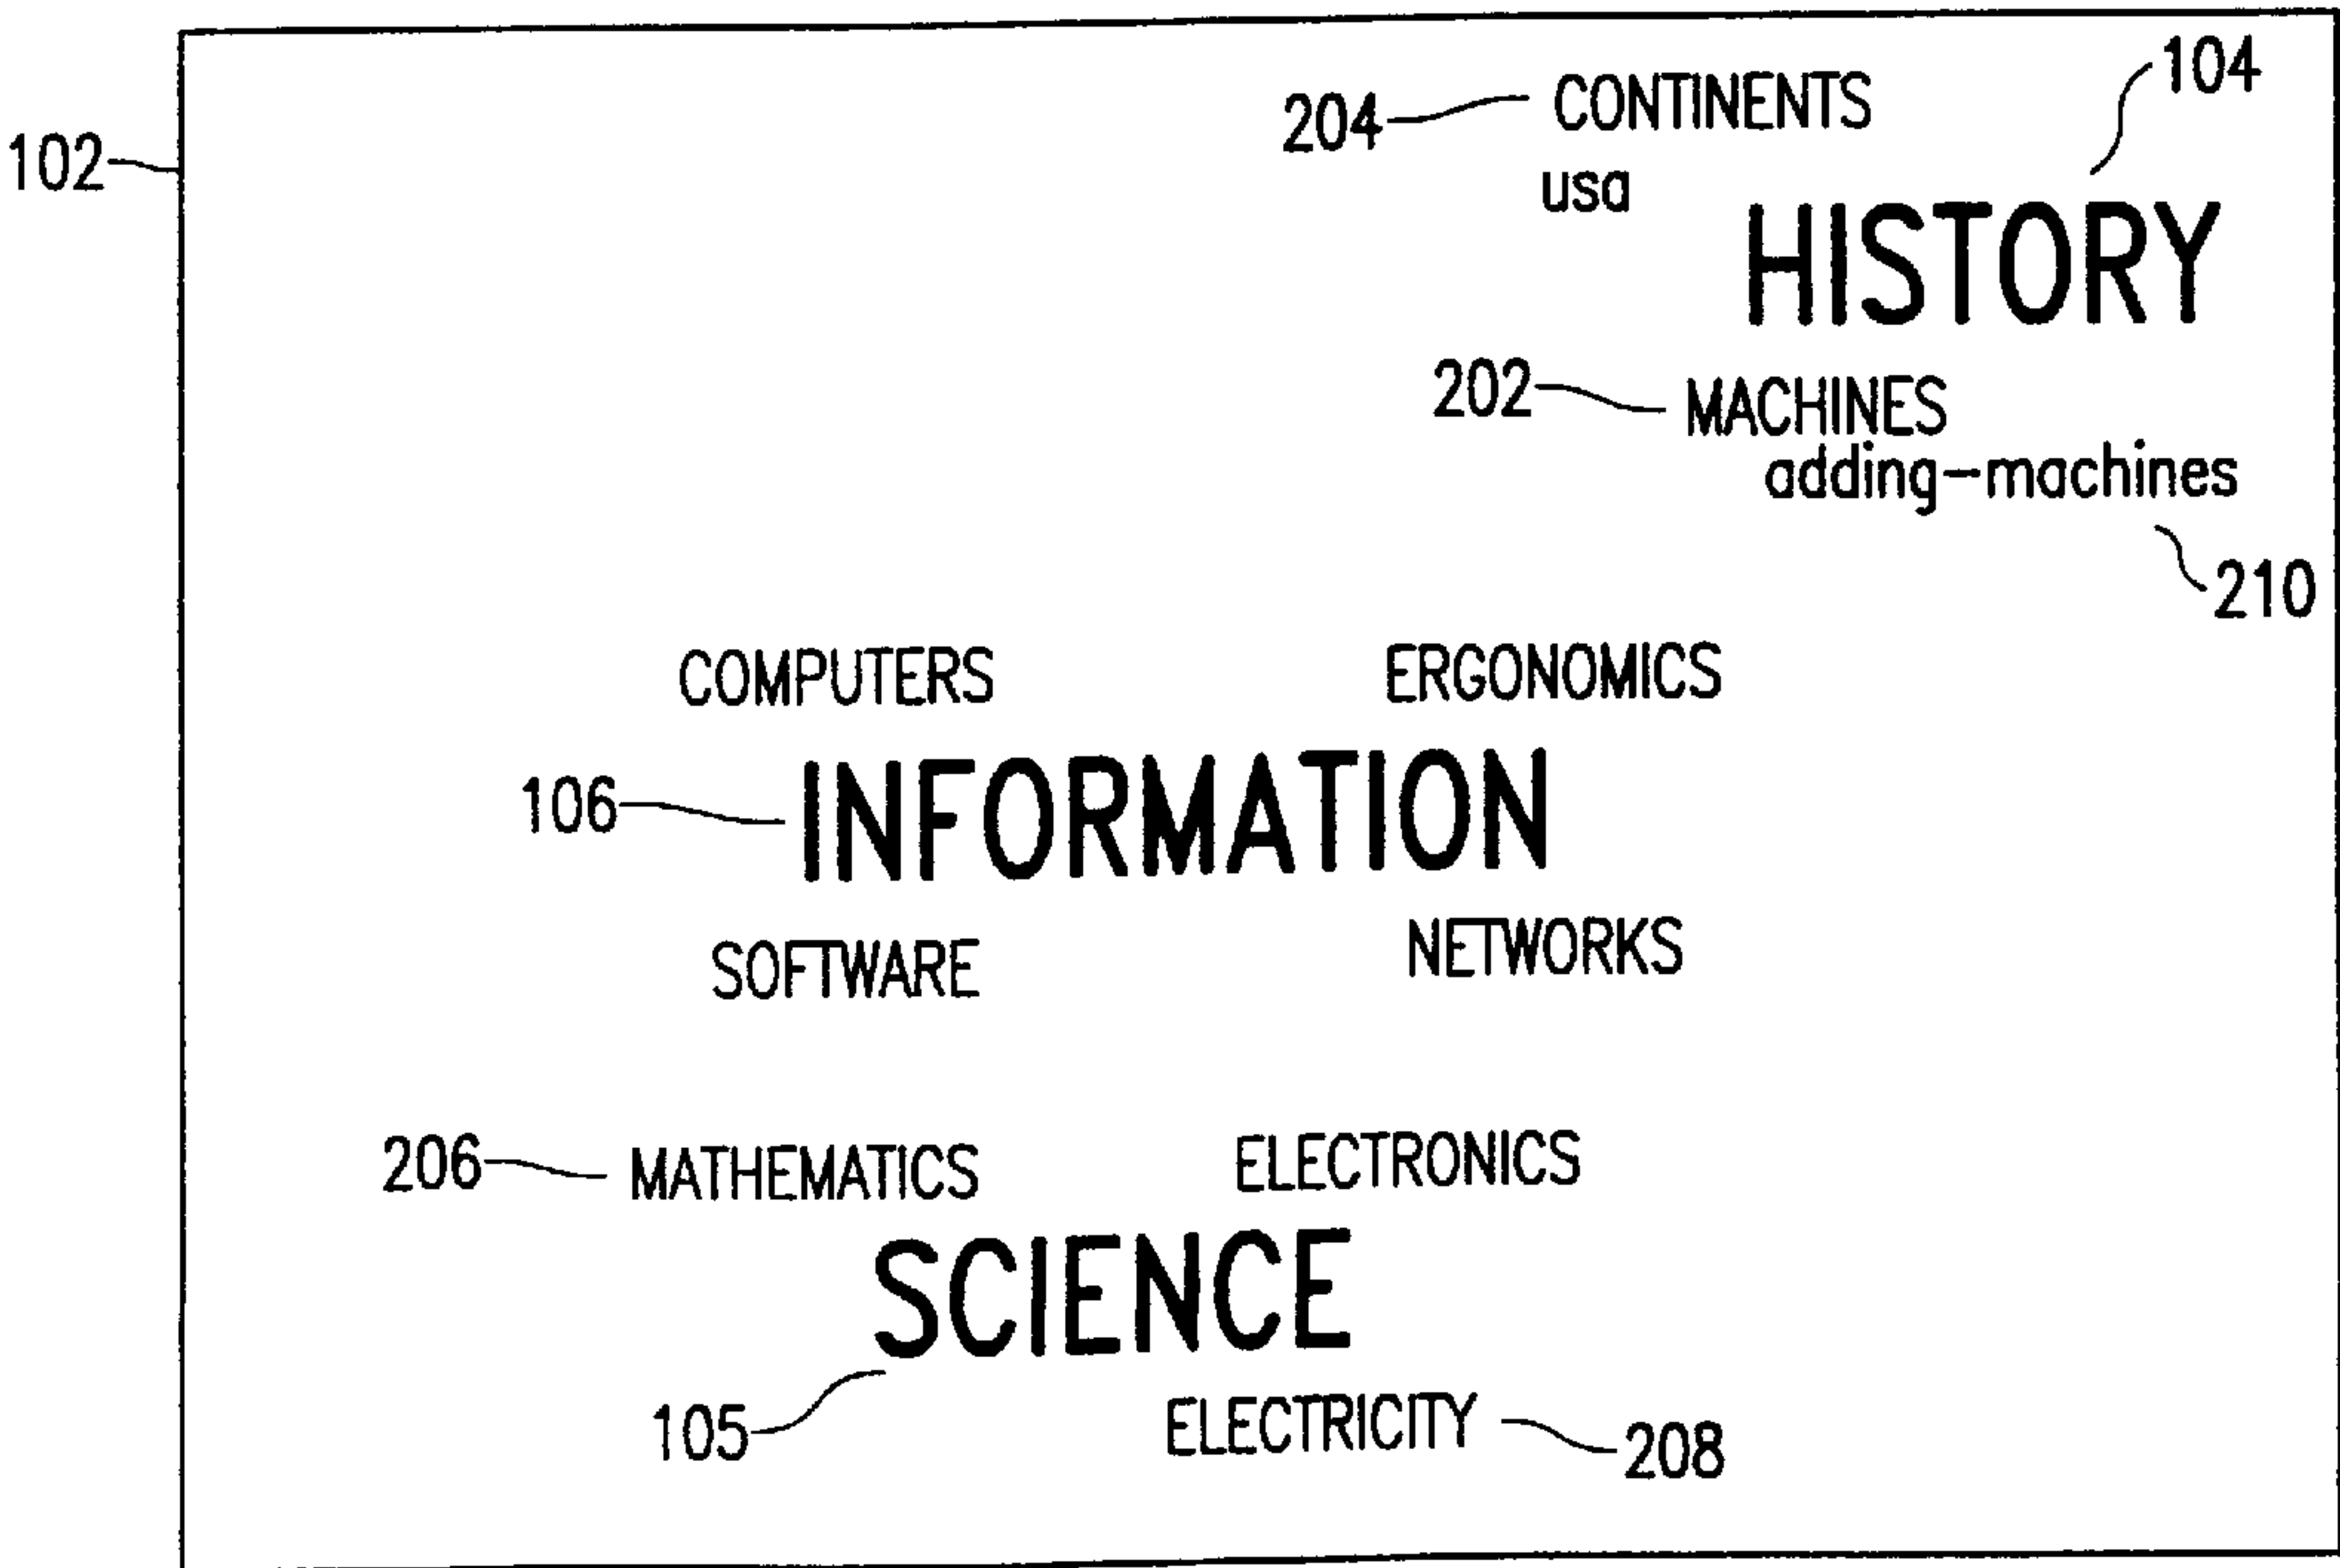 204 CONTINENTS 104
102 usa
HISTORY
202 MACHINES
adding-machines
210
COMPUTERS ERGONOMICS
106 INFORMATION
SOFTWARE NETWORKS
206 MATHEMATICS ELECTRONICS
SCIENCE
105 ELECTRICITY 208